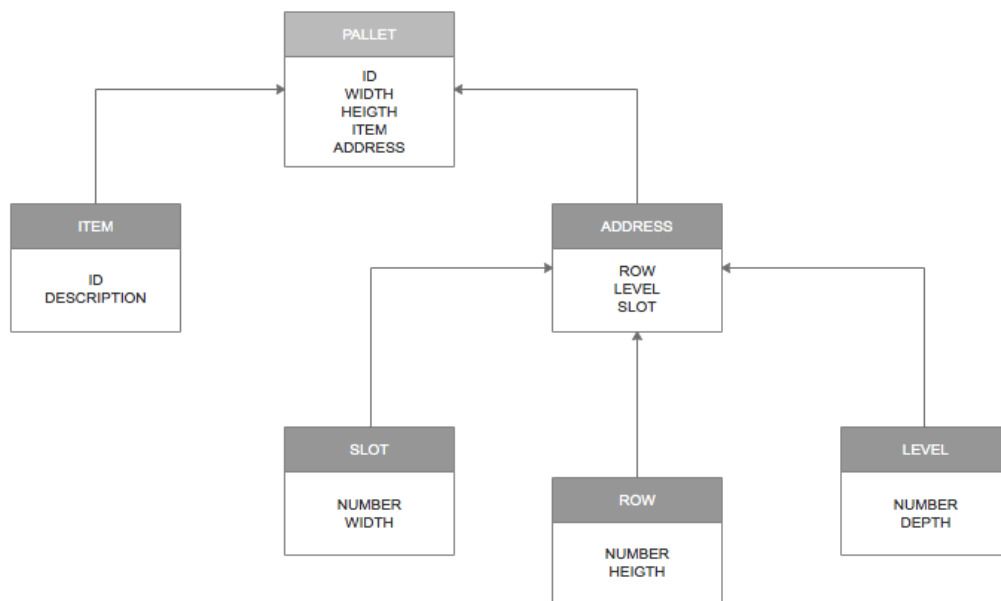 PALLET
ID
WIDTH
HEIGTH
ITEM
ADDRESS
ITEM
ID
DESCRIPTION
ADDRESS
ROW
LEVEL
SLOT
SLOT
NUMBER
WIDTH
ROW
NUMBER
HEIGTH
LEVEL
NUMBER
DEPTH